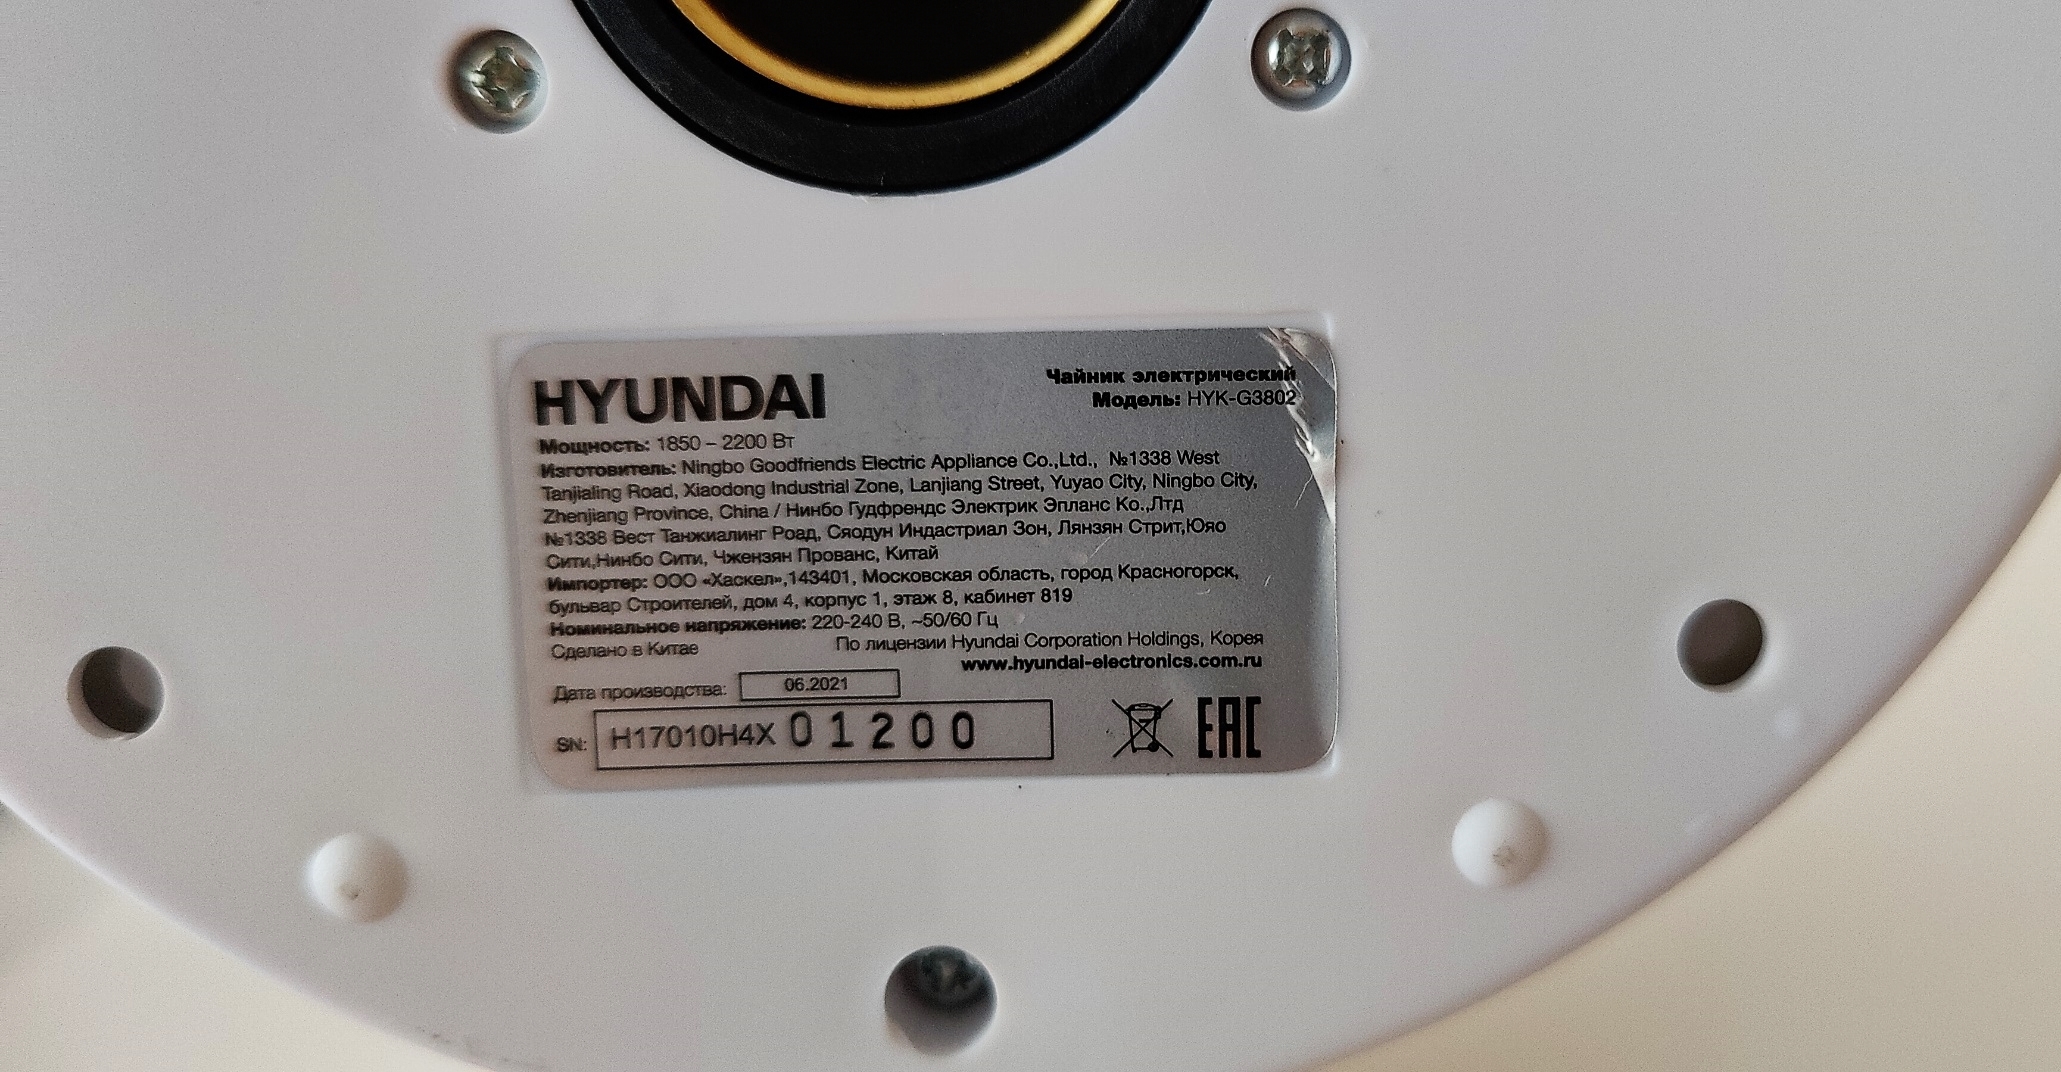 HYUNDAI
Чайник электрический
Модель: HYK-G3802
Мощность: 1850 – 2200 Вт
Изготовитель: Ningbo Goodfriends Electric Appliance Co.,Ltd., №1338 West
Tanjialing Road, Xiaodong Industrial Zone, Lanjiang Street, Yuyao City, Ningbo City,
Zhenjiang Province, China / Нинбо Гудфрендс Электрик Эпланс Ко.,Лтд
№1338 Вест Танжиалинг Роад, Сяодун Индастриал Зон, Лянзян Стрит,Юяо
Сити,Нинбо Сити, Чжензян Прованс, Китай
Импортер: ООО «Хаскел»,143401, Московская область, город Красногорск,
бульвар Строителей, дом 4, корпус 1, этаж 8, кабинет 819
Номинальное напряжение: 220-240 В, ~50/60 Гц
Сделано в Китае По лицензии Hyundai Corporation Holdings, Корея
www.hyundai-electronics.com.ru
Дата производства: 06.2021
SN: H17010H4X 01200
EAC